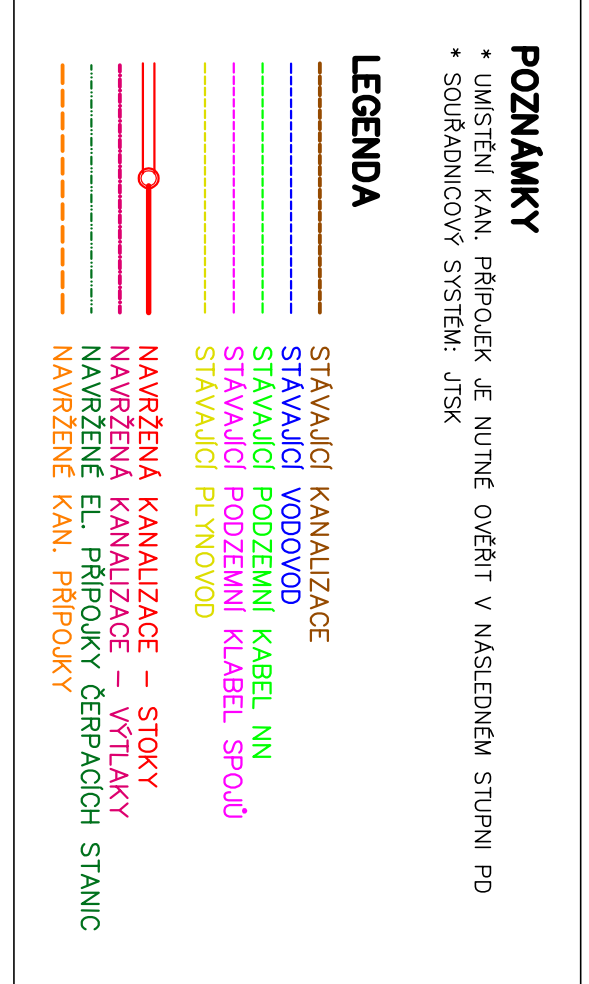 POZNÁMKY
* UMÍSTĚNÍ KAN. PŘÍPOJEK JE NUTNÉ OVĚŘIT V NÁSLEDNÉM STUPNI PD
* SOUŘADNICOVÝ SYSTÉM: JTSK
LEGENDA
STÁVAJÍCÍ KANALIZACE
STÁVAJÍCÍ VODOVOD
STÁVAJÍCÍ PODZEMNÍ KABEL NN
STÁVAJÍCÍ PODZEMNÍ KLABEL SPOJŮ
STÁVAJÍCÍ PLYNOVOD
NAVRŽENÁ KANALIZACE – STOKY
NAVRŽENÁ KANALIZACE – VÝTLAKY
NAVRŽENÉ EL. PŘÍPOJKY ČERPACÍCH STANIC
NAVRŽENÉ KAN. PŘÍPOJKY